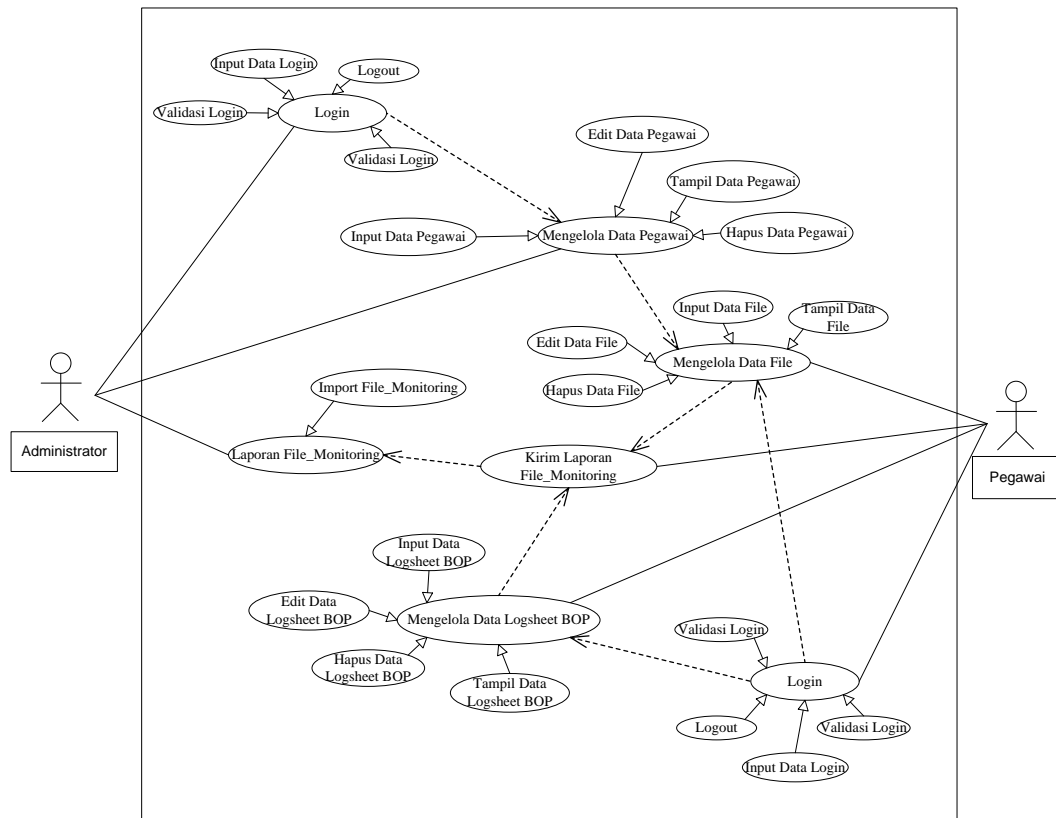 Input Data Login
Logout
Validasi Login
Login
Validasi Login
Edit Data Pegawai
Tampil Data Pegawai
Input Data Pegawai
Mengelola Data Pegawai
Hapus Data Pegawai
Input Data File
Tampil Data
File
Edit Data File
Mengelola Data File
Hapus Data File
Import File_Monitoring
Administrator
Laporan File_Monitoring
Kirim Laporan
File_Monitoring
Pegawai
Input Data
Logsheet BOP
Edit Data
Logsheet BOP
Mengelola Data Logsheet BOP
Hapus Data
Logsheet BOP
Tampil Data
Logsheet BOP
Validasi Login
Login
Logout
Validasi Login
Input Data Login